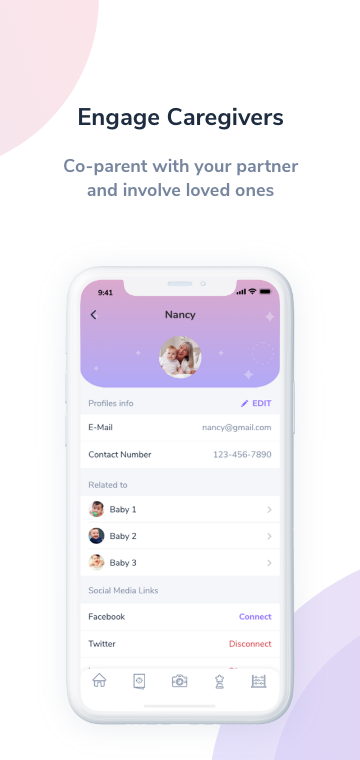 Engage Caregivers
Co-parent with your partner
and involve loved ones
9:41
Nancy
Profiles info
EDIT
E-Mail
nancy@gmail.com
Contact Number
123-456-7890
Related to
Baby 1
Baby 2
Baby 3
Social Media Links
Facebook
Connect
Twitter
Disconnect